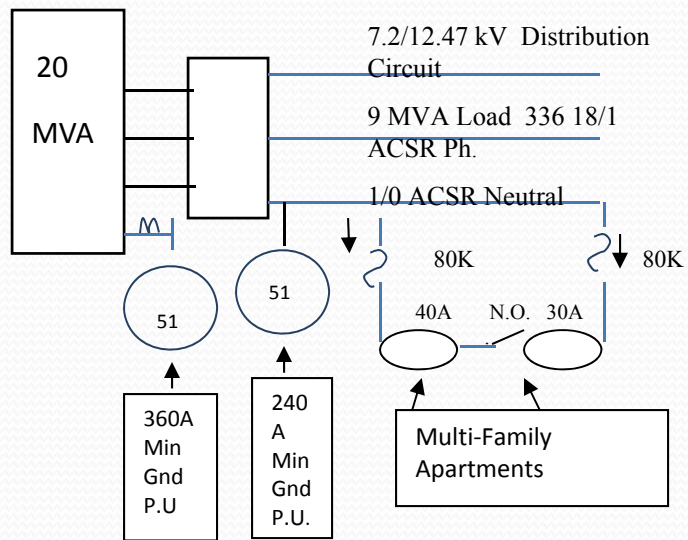 20
MVA
7.2/12.47 kV Distribution
Circuit
9 MVA Load 336 18/1
ACSR Ph.
1/0 ACSR Neutral
80K
80K
40A
N.O.
30A
51
51
360A
Min
Gnd
P.U
240
A
Min
Gnd
P.U.
Multi-Family
Apartments